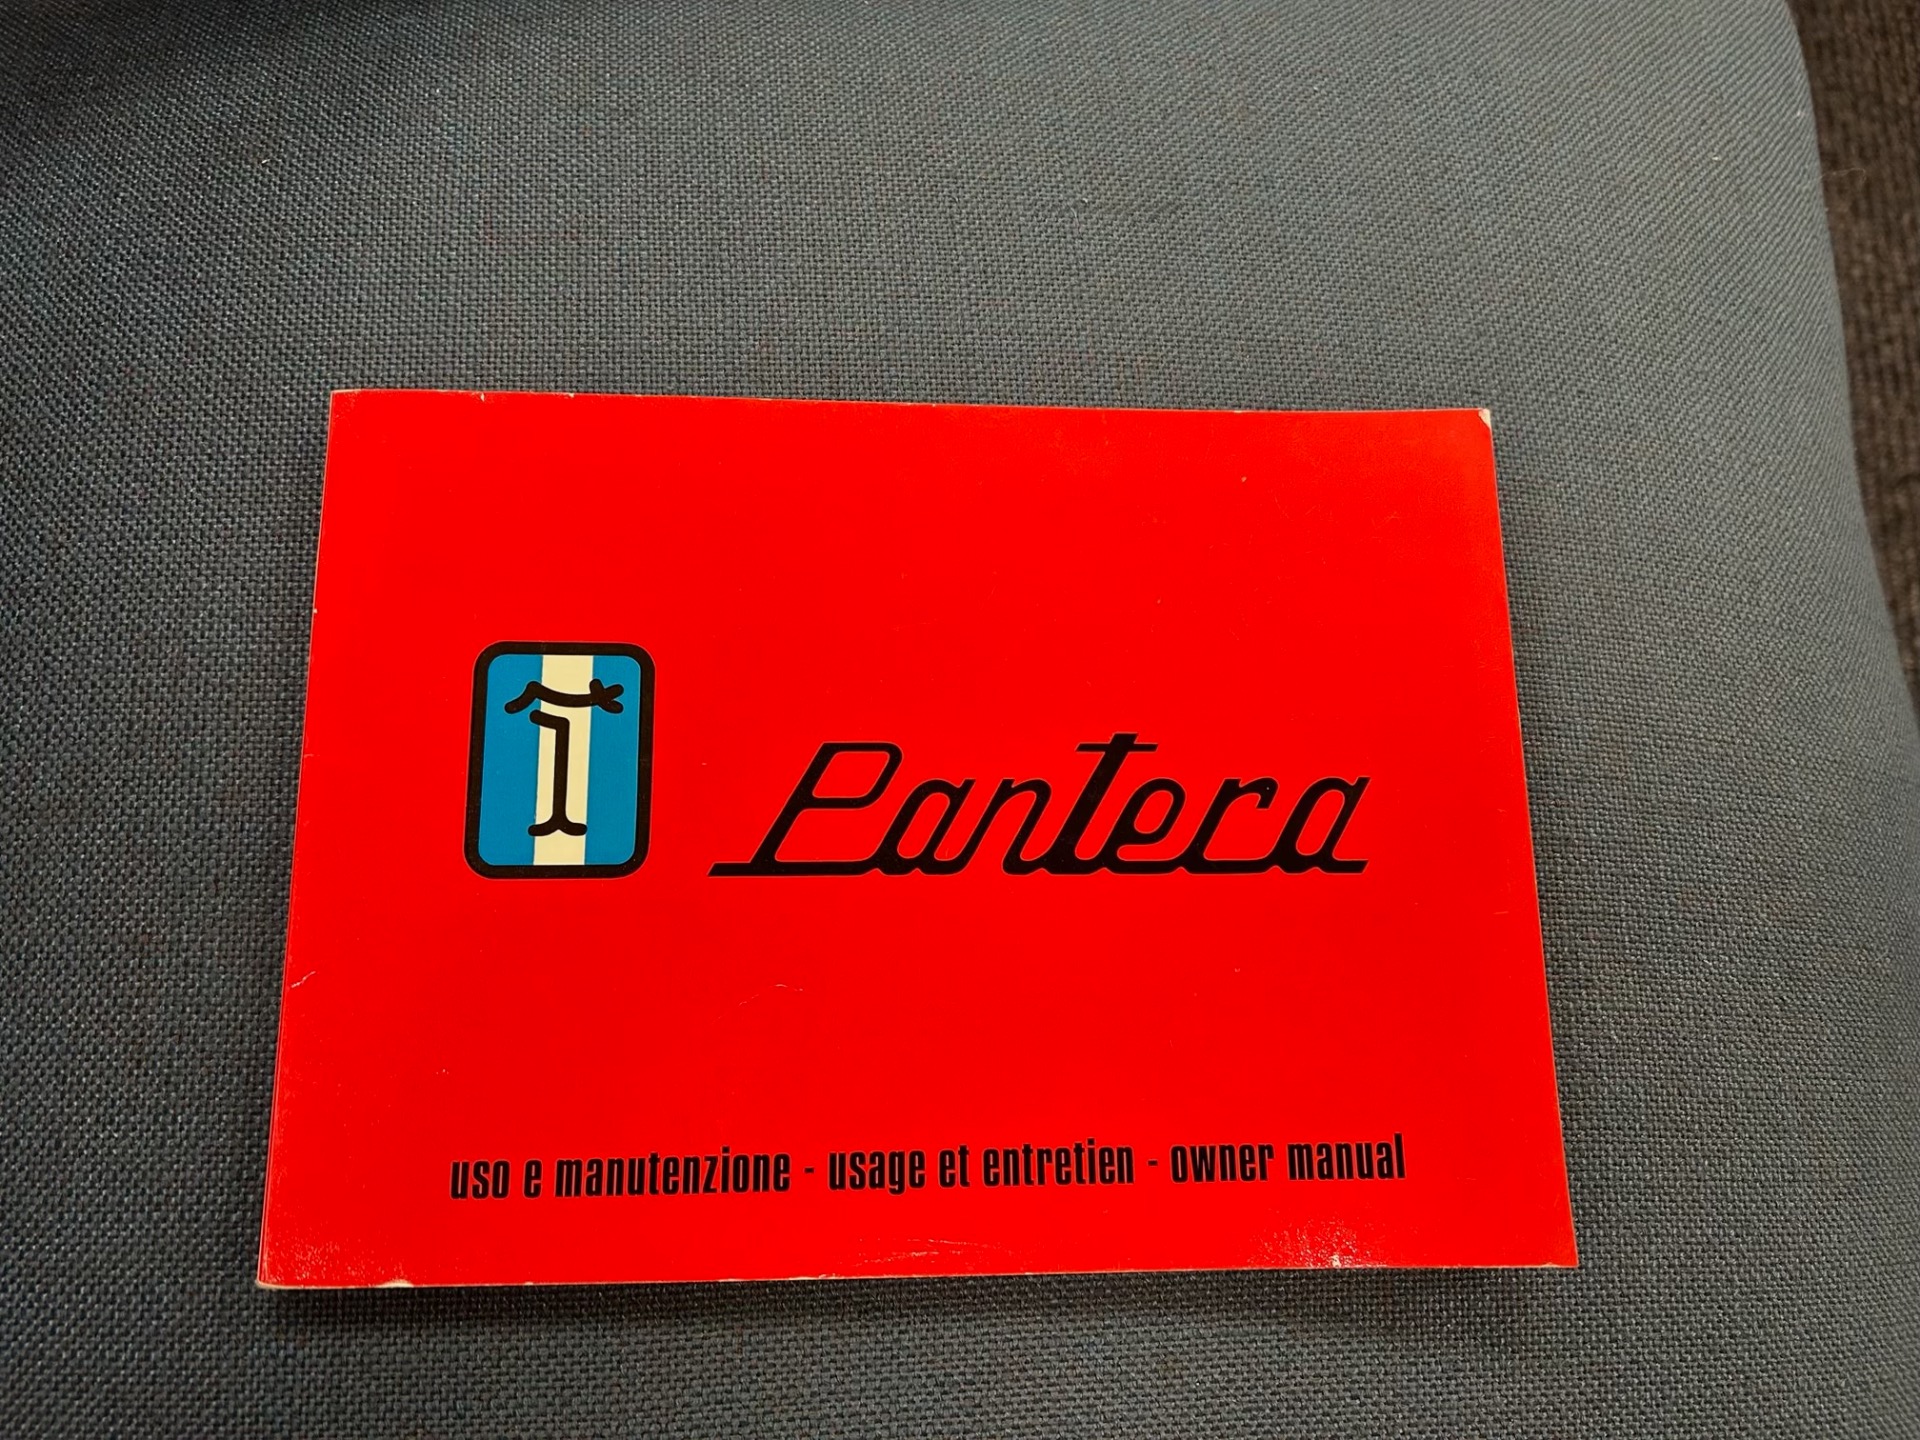 Pantera
uso e manutenzione - usage et entretien - owner manual